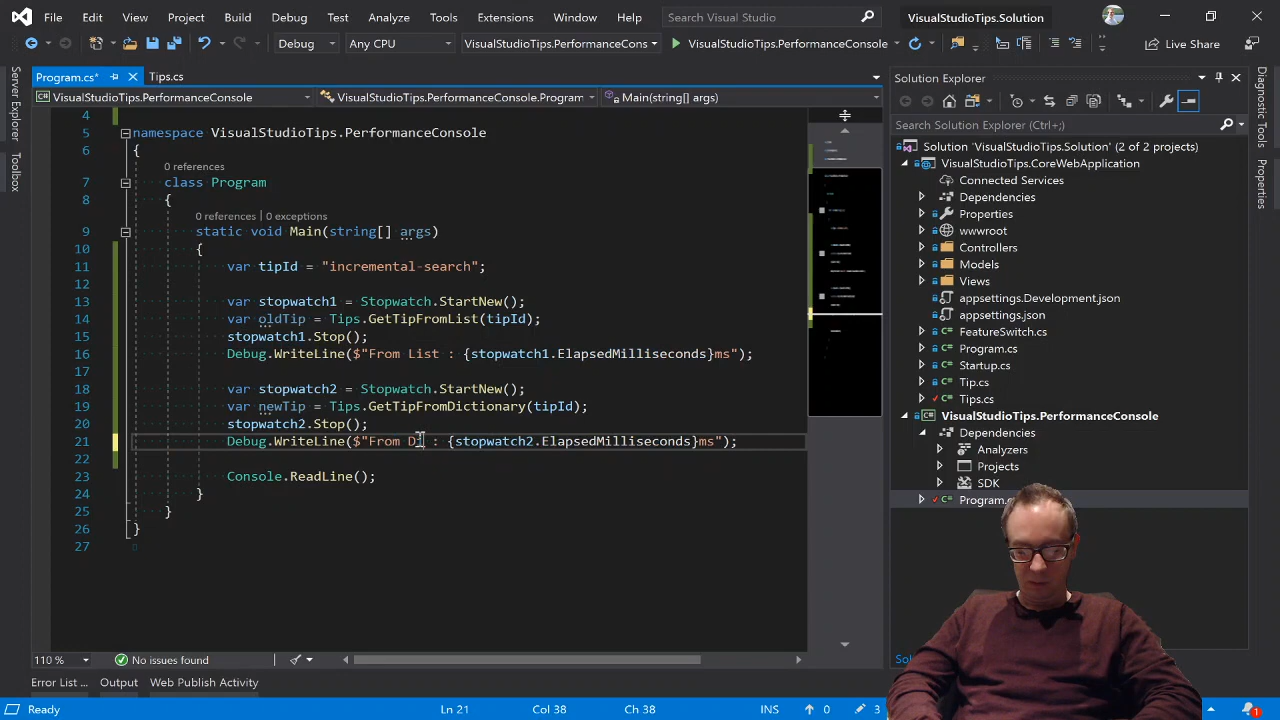 File Edit View Project Build Debug Test Analyze Tools Extensions Window Help Search Visual Studio VisualStudioTips.Solution
Debug Any CPU VisualStudioTips.PerformanceCons VisualStudioTips.PerformanceConsole Live Share
Server Explorer
Toolbox
Program.cs* Tips.cs
VisualStudioTips.PerformanceConsole VisualStudioTips.PerformanceConsole.Program Main(string[] args)
4
5 namespace VisualStudioTips.PerformanceConsole
6 {
0 references
7 class Program
8 {
0 references | 0 exceptions
9 static void Main(string[] args)
10 {
11 var tipId = "incremental-search";
12
13 var stopwatch1 = Stopwatch.StartNew();
14 var oldTip = Tips.GetTipFromList(tipId);
15 stopwatch1.Stop();
16 Debug.WriteLine($"From List : {stopwatch1.ElapsedMilliseconds}ms");
17
18 var stopwatch2 = Stopwatch.StartNew();
19 var newTip = Tips.GetTipFromDictionary(tipId);
20 stopwatch2.Stop();
21 Debug.WriteLine($"From D : {stopwatch2.ElapsedMilliseconds}ms");
22
23 Console.ReadLine();
24 }
25 }
26 }
27
110 % No issues found
Error List ... Output Web Publish Activity
Ready Ln 21 Col 38 Ch 38 INS 0 3 1
Solution Explorer
Search Solution Explorer (Ctrl+;)
Solution 'VisualStudioTips.Solution' (2 of 2 projects)
VisualStudioTips.CoreWebApplication
Connected Services
Dependencies
Properties
wwwroot
Controllers
Models
Views
appsettings.Development.json
appsettings.json
FeatureSwitch.cs
Program.cs
Startup.cs
Tip.cs
Tips.cs
VisualStudioTips.PerformanceConsole
Dependencies
Analyzers
Projects
SDK
Program.c
Diagnostic Tools
Properties